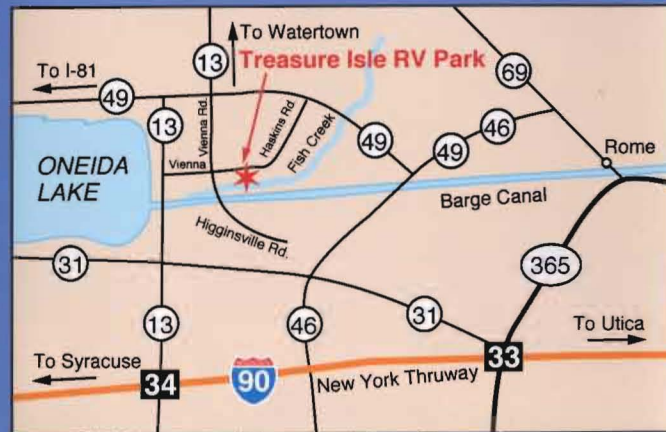 To Watertown
13
69
Treasure Isle RV Park
To I-81
49
13
Vienna Rd.
Haskins Rd.
Fish Creek
49
49
46
Rome
ONEIDA
LAKE
Vienna
Barge Canal
Higginsville Rd.
31
365
13
46
31
To Utica
To Syracuse
34
90
New York Thruway
33